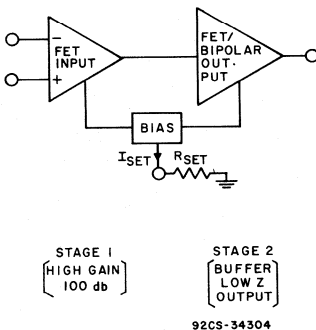 −
+
FET
INPUT
FET/
BIPOLAR
OUT-
PUT
BIAS
ISET
RSET
STAGE 1
HIGH GAIN
100 db
STAGE 2
BUFFER
LOW Z
OUTPUT
92CS-34304